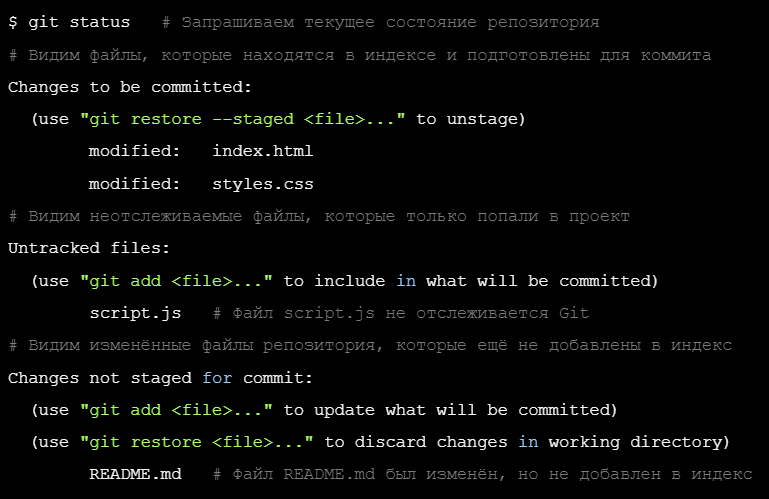 $ git status   # Запрашиваем текущее состояние репозитория
# Видим файлы, которые находятся в индексе и подготовлены для коммита
Changes to be committed:
  (use "git restore --staged <file>..." to unstage)
        modified:   index.html
        modified:   styles.css
# Видим неотслеживаемые файлы, которые только попали в проект
Untracked files:
  (use "git add <file>..." to include in what will be committed)
        script.js   # Файл script.js не отслеживается Git
# Видим изменённые файлы репозитория, которые ещё не добавлены в индекс
Changes not staged for commit:
  (use "git add <file>..." to update what will be committed)
  (use "git restore <file>..." to discard changes in working directory)
        README.md   # Файл README.md был изменён, но не добавлен в индекс